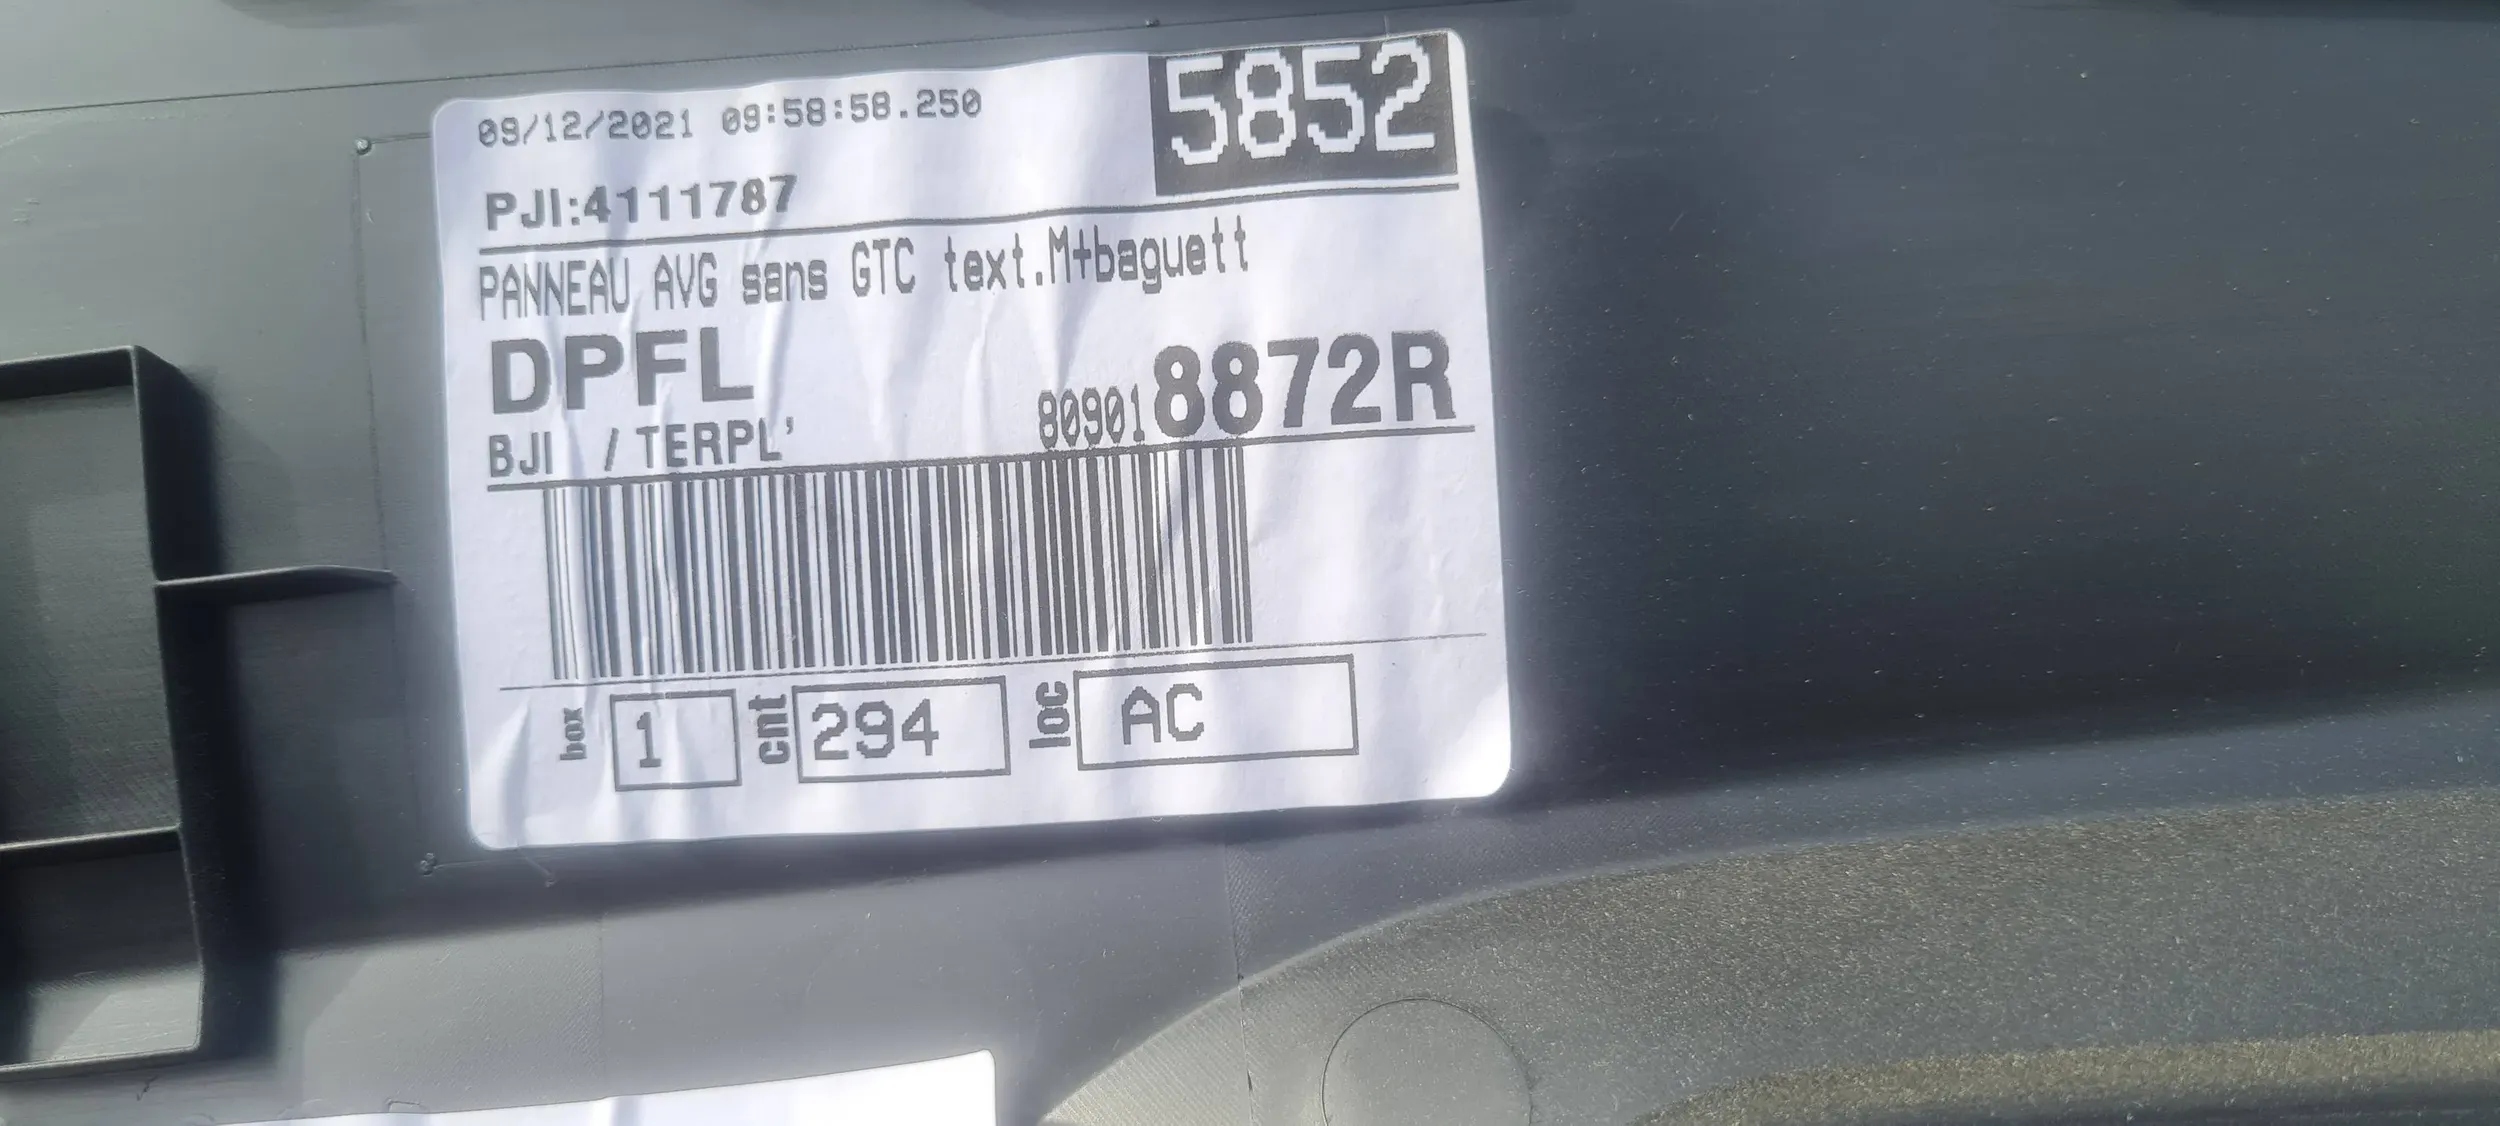 09/12/2021 09:58:58.250
5852
PJI:4111787
PANNEAU AVG sans GTC text.M+baguett
DPFL
809018872R
BJI / TERPL'
box 1 cnt 294 loc AC